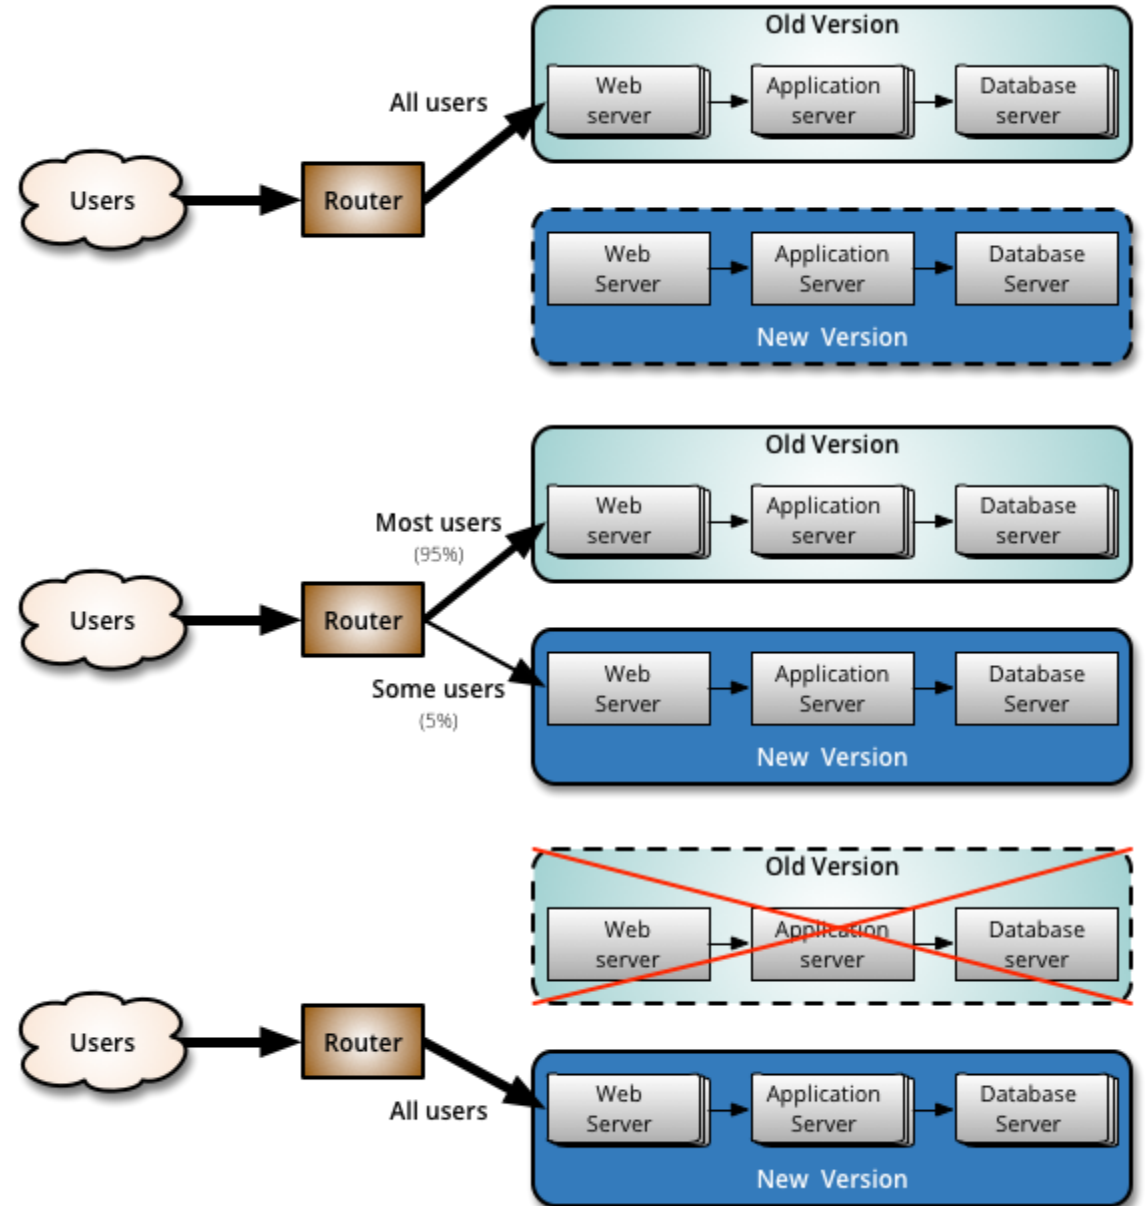 Old Version
Web
server
Application
server
Database
server
All users
Users
Router
Web
Server
Application
Server
Database
Server
New Version
Old Version
Web
server
Application
server
Database
server
Most users
(95%)
Users
Router
Some users
(5%)
Web
Server
Application
Server
Database
Server
New Version
Old Version
Web
server
Application
server
Database
server
Users
Router
All users
Web
Server
Application
Server
Database
Server
New Version